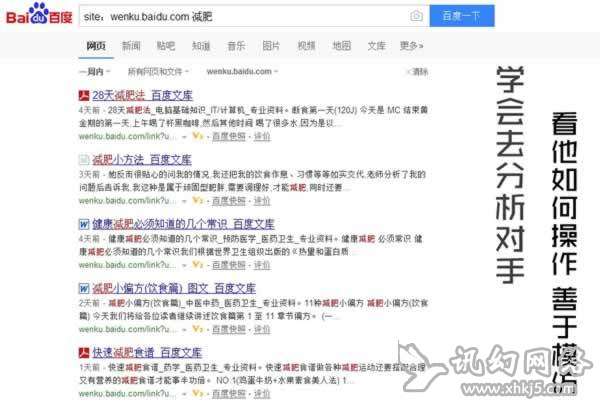 Baidu百度
site：wenku.baidu.com 减肥
百度一下
网页 新闻 贴吧 知道 音乐 图片 视频 地图 文库 更多»
一周内 所有网页和文件 wenku.baidu.com 清除
28天减肥法_百度文库
4天前 - 28天减肥法_电脑基础知识_IT/计算机_专业资料。断食第一天(120J) 今天是 MC 结束黄
金期的第一天 上午喝了杯黑咖啡,然后其他时间 喝了很多水,因为是以...
wenku.baidu.com/link?u... V3 - 百度快照 - 评价
减肥小方法_百度文库
3天前 - 她反而很贴心的问我的情况,我还把我的饮食作息、习惯等等如实交代,老师分析了我的
问题后告诉我,我这种是属于顽固型肥胖,需要调理好,才能减肥,同时还要...
wenku.baidu.com/link?u... V2 - 百度快照 - 评价
健康减肥必须知道的几个常识_百度文库
4天前 - 健康减肥必须知道的几个常识_预防医学_医药卫生_专业资料。健康减肥 必须常识 健
康减肥必须知道的几个常识我们根据世界卫生组织出版的《热量和蛋白质...
wenku.baidu.com/link?u... V3 - 百度快照 - 评价
减肥小偏方(饮食篇)_图文_百度文库
2天前 - 减肥小偏方(饮食篇)_中医中药_医药卫生_专业资料。11种减肥小偏方 减肥小偏方(饮食
篇) 今天我们将给各位读者继续讲述饮食篇第 1 至 11 章节偏方。 (一...
wenku.baidu.com/link?u... V3 - 百度快照 - 评价
快速减肥食谱_百度文库
1天前 - 快速减肥食谱_药学_医药卫生_专业资料。快速减肥食谱做各种减肥运动还要搭配合理
又有营养的减肥食谱才能事半功倍。 NO.1(鸡蛋牛奶+水果素食美人法) 1...
wenku.baidu.com/link?u... V3 - 百度快照 - 评价
学会去分析对手
看他如何操作 善于模仿
讯幻网络
www.xhkj5.com